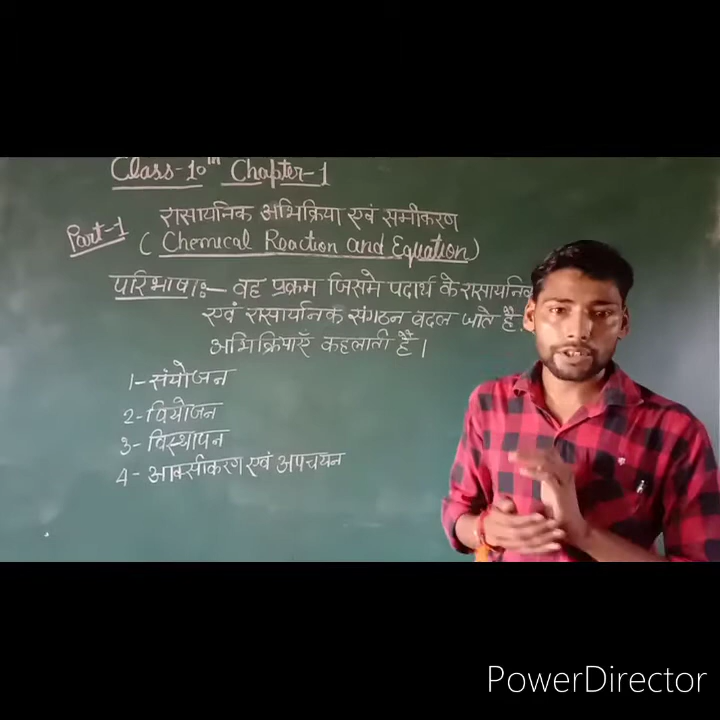 Class-10th Chapter-1
Part-1
रासायनिक अभिक्रिया एवं समीकरण
(Chemical Reaction and Equation)
परिभाषा:- वह प्रक्रम जिसमे पदार्थ के
एवं रासायनिक संगठन बदल जाते हैं
अभिक्रियाएँ कहलाती हैं।
1-संयोजन
2-वियोजन
3-विस्थापन
4-आक्सीकरण एवं अपचयन
PowerDirector